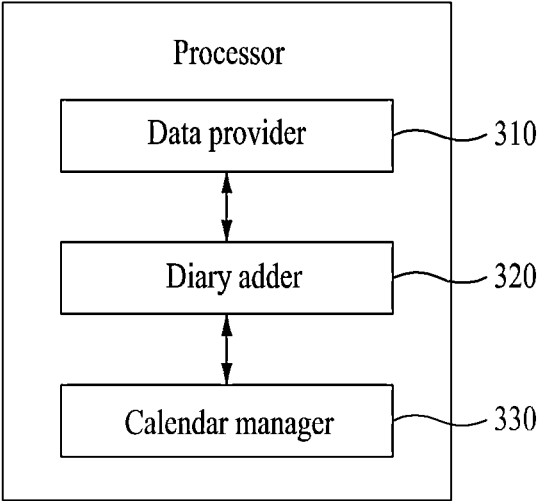 Processor
Data provider
310
Diary adder
320
Calendar manager
330